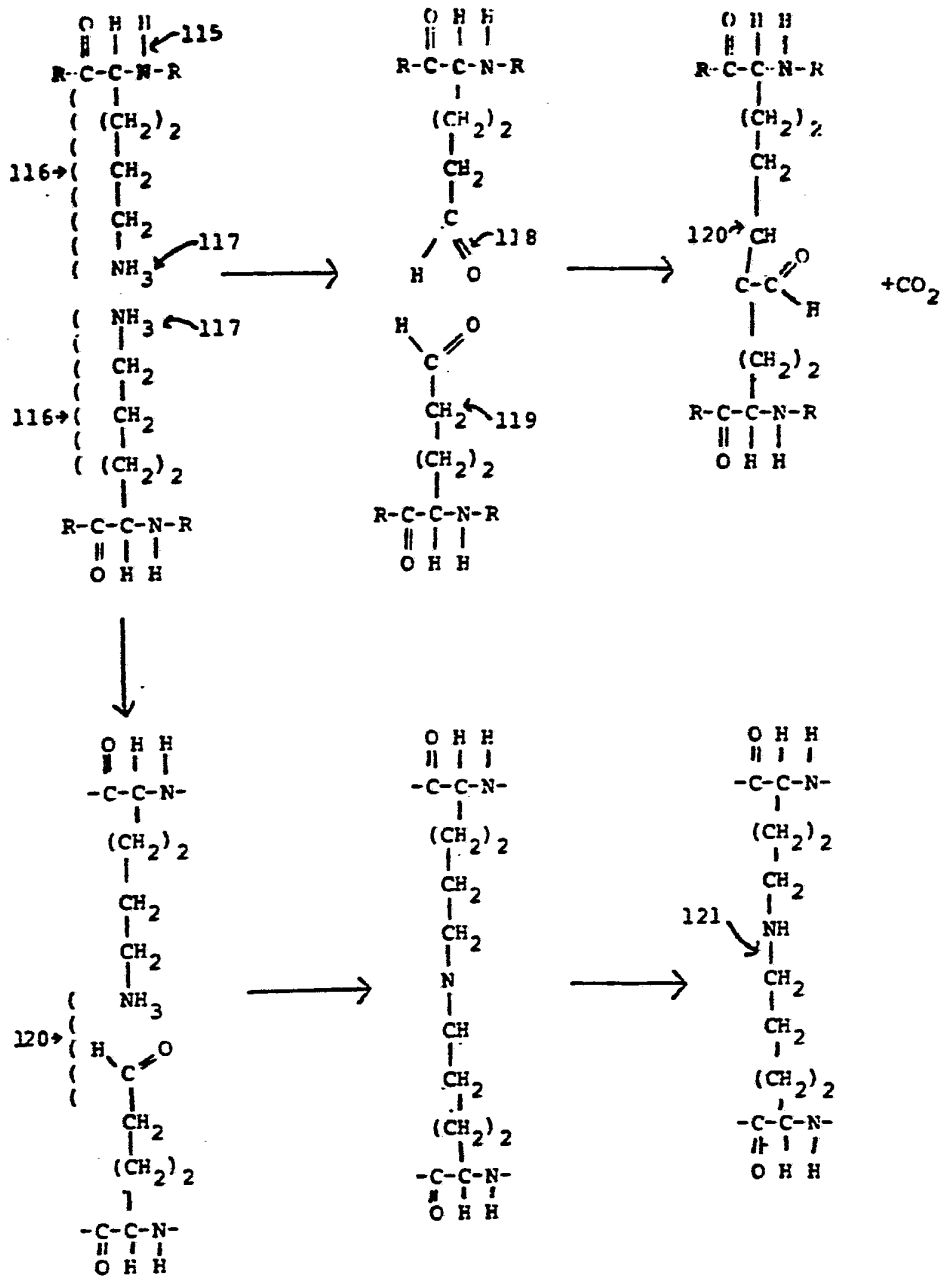 O H H 115
R-C-C-N-R
(CH2)2
116
CH2
CH2
117
NH3
NH3 117
CH2
116 CH2
(CH2)2
R-C-C-N-R
O H H
O H H
R-C-C-N-R
(CH2)2
CH2
C 118
H O
H O
C
CH2 119
(CH2)2
R-C-C-N-R
O H H
O H H
R-C-C-N-R
(CH2)2
CH2
120 CH
O
C-C
H
+CO2
(CH2)2
R-C-C-N-R
O H H
O H H
-C-C-N-
(CH2)2
CH2
CH2
NH3
120 H O
C
CH2
(CH2)2
-C-C-N-
O H H
O H H
-C-C-N-
(CH2)2
CH2
CH2
N
CH
CH2
(CH2)2
-C-C-N-
O H H
O H H
-C-C-N-
(CH2)2
CH2
121 NH
CH2
CH2
(CH2)2
-C-C-N-
O H H